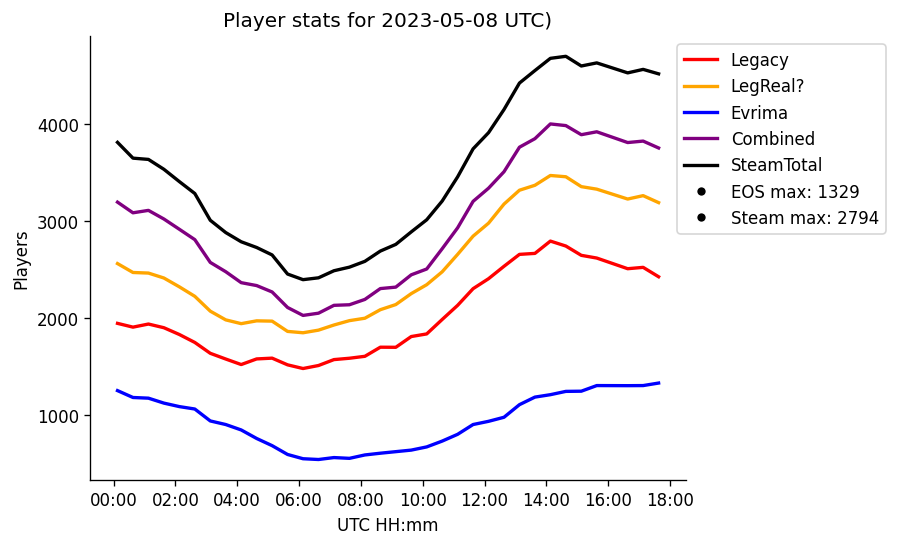 Player stats for 2023-05-08 UTC)
Legacy
LegReal?
Evrima
Combined
SteamTotal
EOS max: 1329
Steam max: 2794
Players
4000
3000
2000
1000
00:00 02:00 04:00 06:00 08:00 10:00 12:00 14:00 16:00 18:00
UTC HH:mm